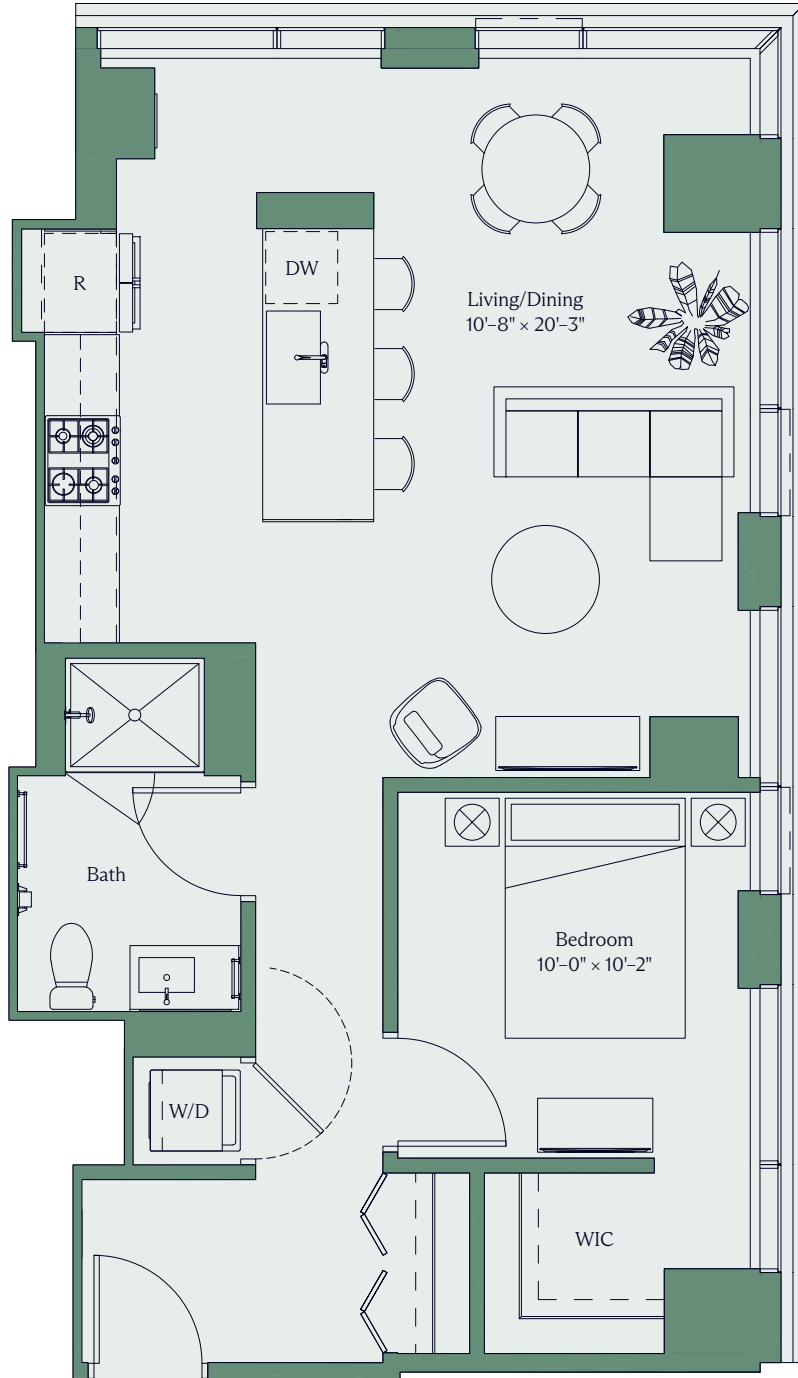 R
DW
Living/Dining
10'–8" × 20'–3"
Bath
Bedroom
10'–0" × 10'–2"
W/D
WIC